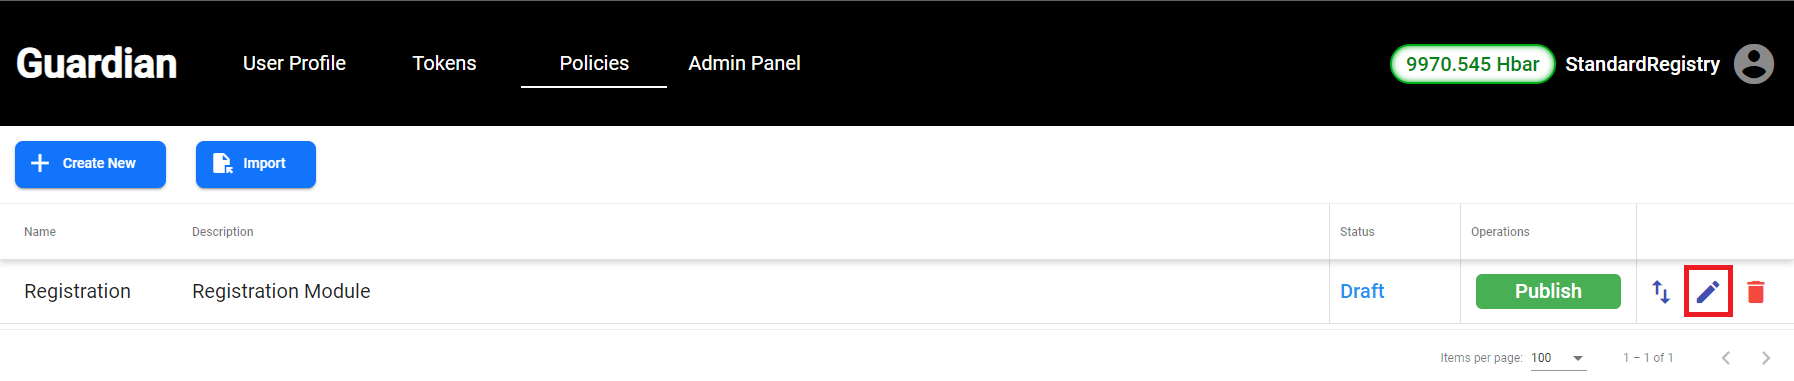 Guardian User Profile Tokens Policies Admin Panel 9970.545 Hbar StandardRegistry
Create New Import
Name Description Status Operations
Registration Registration Module Draft Publish
Items per page: 100 1 – 1 of 1